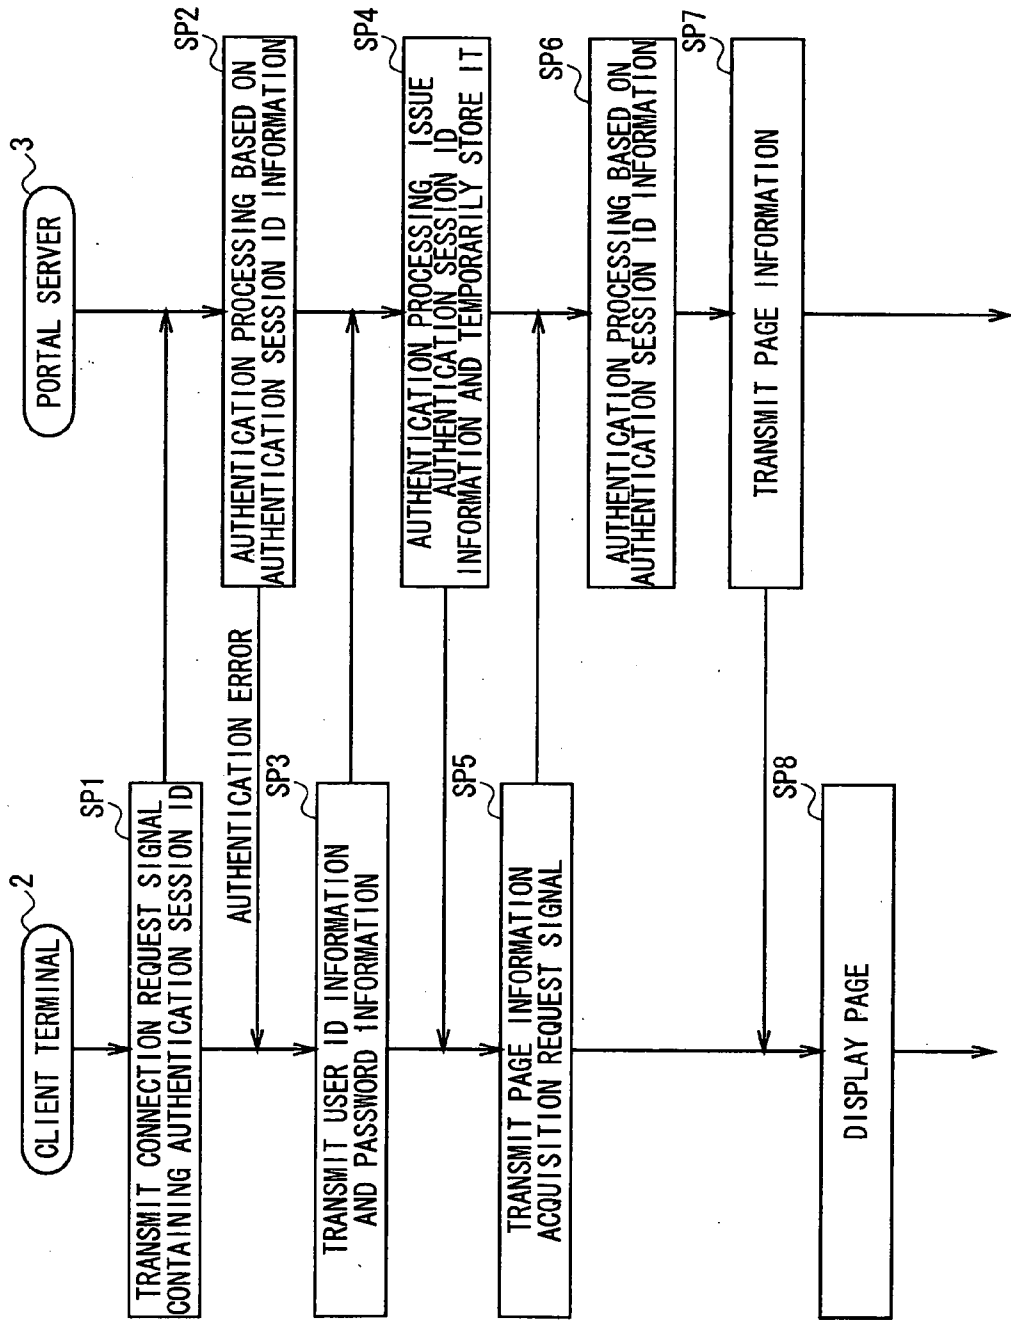 CLIENT TERMINAL
2
PORTAL SERVER
3
SP1
TRANSMIT CONNECTION REQUEST SIGNAL
CONTAINING AUTHENTICATION SESSION ID
SP2
AUTHENTICATION PROCESSING BASED ON
AUTHENTICATION SESSION ID INFORMATION
AUTHENTICATION ERROR
SP3
TRANSMIT USER ID INFORMATION
AND PASSWORD INFORMATION
SP4
AUTHENTICATION PROCESSING ISSUE
AUTHENTICATION SESSION ID
INFORMATION AND TEMPORARILY STORE IT
SP5
TRANSMIT PAGE INFORMATION
ACQUISITION REQUEST SIGNAL
SP6
AUTHENTICATION PROCESSING BASED ON
AUTHENTICATION SESSION ID INFORMATION
SP7
TRANSMIT PAGE INFORMATION
SP8
DISPLAY PAGE